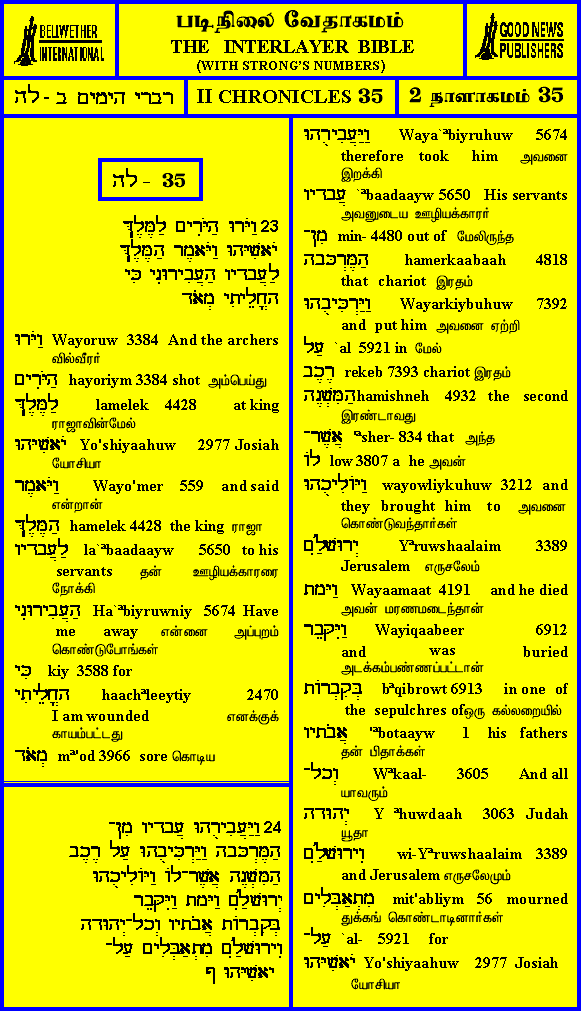 BELLWETHER
INTERNATIONAL
படிநிலை வேதாகமம்
THE INTERLAYER BIBLE
(WITH STRONG'S NUMBERS)
GOOD NEWS
PUBLISHERS
דברי הימים ב - לה
II CHRONICLES 35
2 நாளாகமம் 35
לה - 35
23 וַיֹּרוּ הַיֹּרִים לַמֶּלֶךְ
יֹאשִׁיָּהוּ וַיֹּאמֶר הַמֶּלֶךְ
לַעֲבָדָיו הַעֲבִירוּנִי כִּי
הָחֳלֵיתִי מְאֹד
וַיֹּרוּ Wayoruw 3384 And the archers
வில்வீரர்
הַיֹּרִים hayoriym 3384 shot அம்பெய்து
לַמֶּלֶךְ lamelek 4428 at king
ராஜாவின்மேல்
יֹאשִׁיָּהוּ Yo'shiyaahuw 2977 Josiah
யோசியா
וַיֹּאמֶר Wayo'mer 559 and said
என்றான்
הַמֶּלֶךְ hamelek 4428 the king ராஜா
לַעֲבָדָיו la`ªbaadaayw 5650 to his
servants தன் ஊழியக்காரரை
நோக்கி
הַעֲבִירוּנִי Ha`ªbiyruwniy 5674 Have
me away என்னை அப்புறம்
கொண்டுபோங்கள்
כִּי kiy 3588 for
הָחֳלֵיתִי haachªleeytiy 2470
I am wounded எனக்குக்
காயம்பட்டது
מְאֹד mª'od 3966 sore கொடிய
24 וַיַּעֲבִירֻהוּ עֲבָדָיו מִן־
הַמֶּרְכָּבָה וַיַּרְכִּיבֻהוּ עַל רֶכֶב
הַמִּשְׁנֶה אֲשֶׁר־לוֹ וַיּוֹלִיכֻהוּ
יְרוּשָׁלִַם וַיָּמָת וַיִּקָּבֵר
בְּקִבְרוֹת אֲבֹתָיו וְכָל־יְהוּדָה
וִירוּשָׁלִַם מִתְאַבְּלִים עַל־
יֹאשִׁיָּהוּ ף
וַיַּעֲבִירֻהוּ Waya`ªbiyruhuw 5674
therefore took him அவனை
இறக்கி
עֲבָדָיו `ªbaadaayw 5650 His servants
அவனுடைய ஊழியக்காரர்
מִן־ min- 4480 out of மேலிருந்த
הַמֶּרְכָּבָה hamerkaabaah 4818
that chariot இரதம்
וַיַּרְכִּיבֻהוּ Wayarkiybuhuw 7392
and put him அவனை ஏற்றி
עַל `al 5921 in மேல்
רֶכֶב rekeb 7393 chariot இரதம்
הַמִּשְׁנֶה hamishneh 4932 the second
இரண்டாவது
אֲשֶׁר־ ªsher- 834 that அந்த
לוֹ low 3807 a he அவன்
וַיּוֹלִיכֻהוּ wayowliykuhuw 3212 and
they brought him to அவனை
கொண்டுவந்தார்கள்
יְרוּשָׁלִַם Yªruwshaalaim 3389
Jerusalem எருசலேம்
וַיָּמָת Wayaamaat 4191 and he died
அவன் மரணமடைந்தான்
וַיִּקָּבֵר Wayiqaabeer 6912
and was buried
அடக்கம்பண்ணப்பட்டான்
בְּקִבְרוֹת bªqibrowt 6913 in one of
the sepulchres of ஒரு கல்லறையில்
אֲבֹתָיו 'ªbotaayw 1 his fathers
தன் பிதாக்கள்
וְכָל־ Wªkaal- 3605 And all
யாவரும்
יְהוּדָה Y ªhuwdaah 3063 Judah
யூதா
וִירוּשָׁלִַם wi-Yªruwshaalaim 3389
and Jerusalem எருசலேமும்
מִתְאַבְּלִים mit'abliym 56 mourned
துக்கங் கொண்டாடினார்கள்
עַל־ `al- 5921 for
יֹאשִׁיָּהוּ Yo'shiyaahuw 2977 Josiah
யோசியா